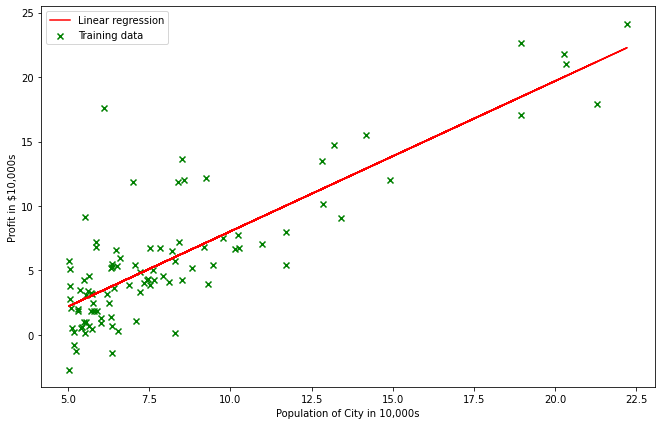 25
20
15
10
5
0
Profit in $10,000s
Linear regression
Training data
5.0 7.5 10.0 12.5 15.0 17.5 20.0 22.5
Population of City in 10,000s